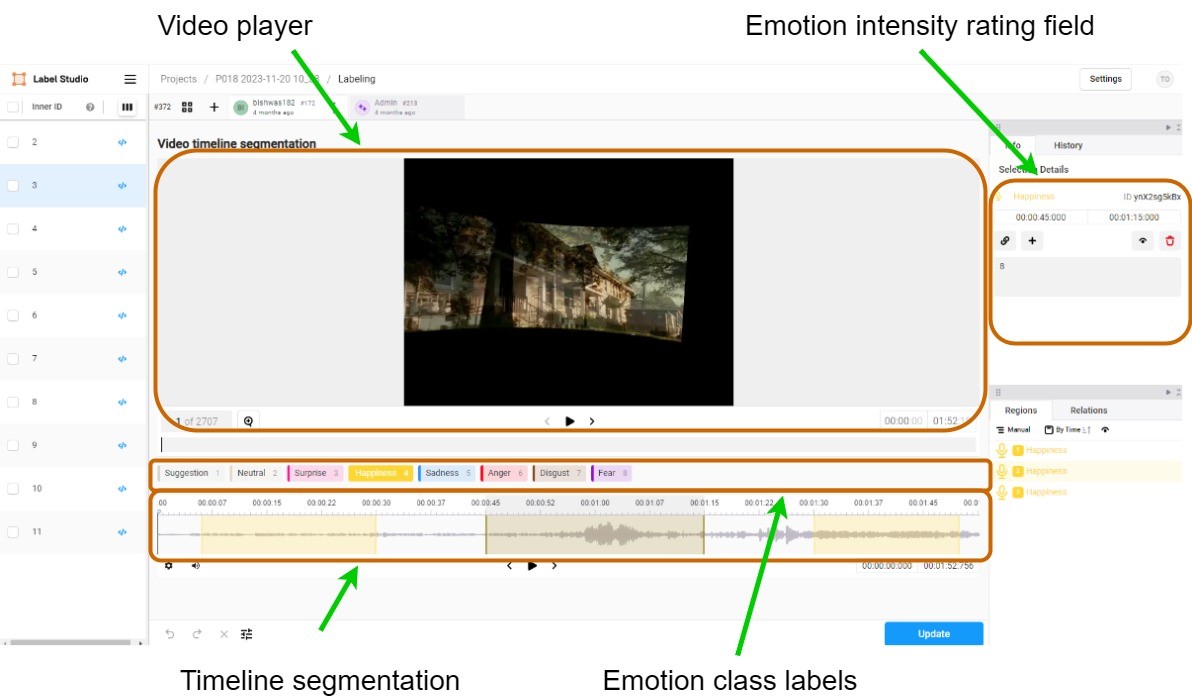 Video player
Emotion intensity rating field
Label Studio
Projects / P018 2023-11-20 10_ / Labeling
Settings
TO
Inner ID
#372
BI bishwas182 #172
4 months ago
Admin #213
4 months ago
Video timeline segmentation
Info History
Selection Details
2
3
4
5
6
7
8
9
10
11
Happiness ID ynX2sg5kBx
00:00:45:000 00:01:15:000
8
1 of 2707
00:00:00 01:52:
Regions Relations
Manual By Time
Happiness
Happiness
Happiness
Suggestion 1 Neutral 2 Surprise 3 Happiness 4 Sadness 5 Anger 6 Disgust 7 Fear 8
00 00:00:07 00:00:15 00:00:22 00:00:30 00:00:37 00:00:45 00:00:52 00:01:00 00:01:07 00:01:15 00:01:22 00:01:30 00:01:37 00:01:45 00:0
00:00:00:000 00:01:52:756
Update
Timeline segmentation
Emotion class labels